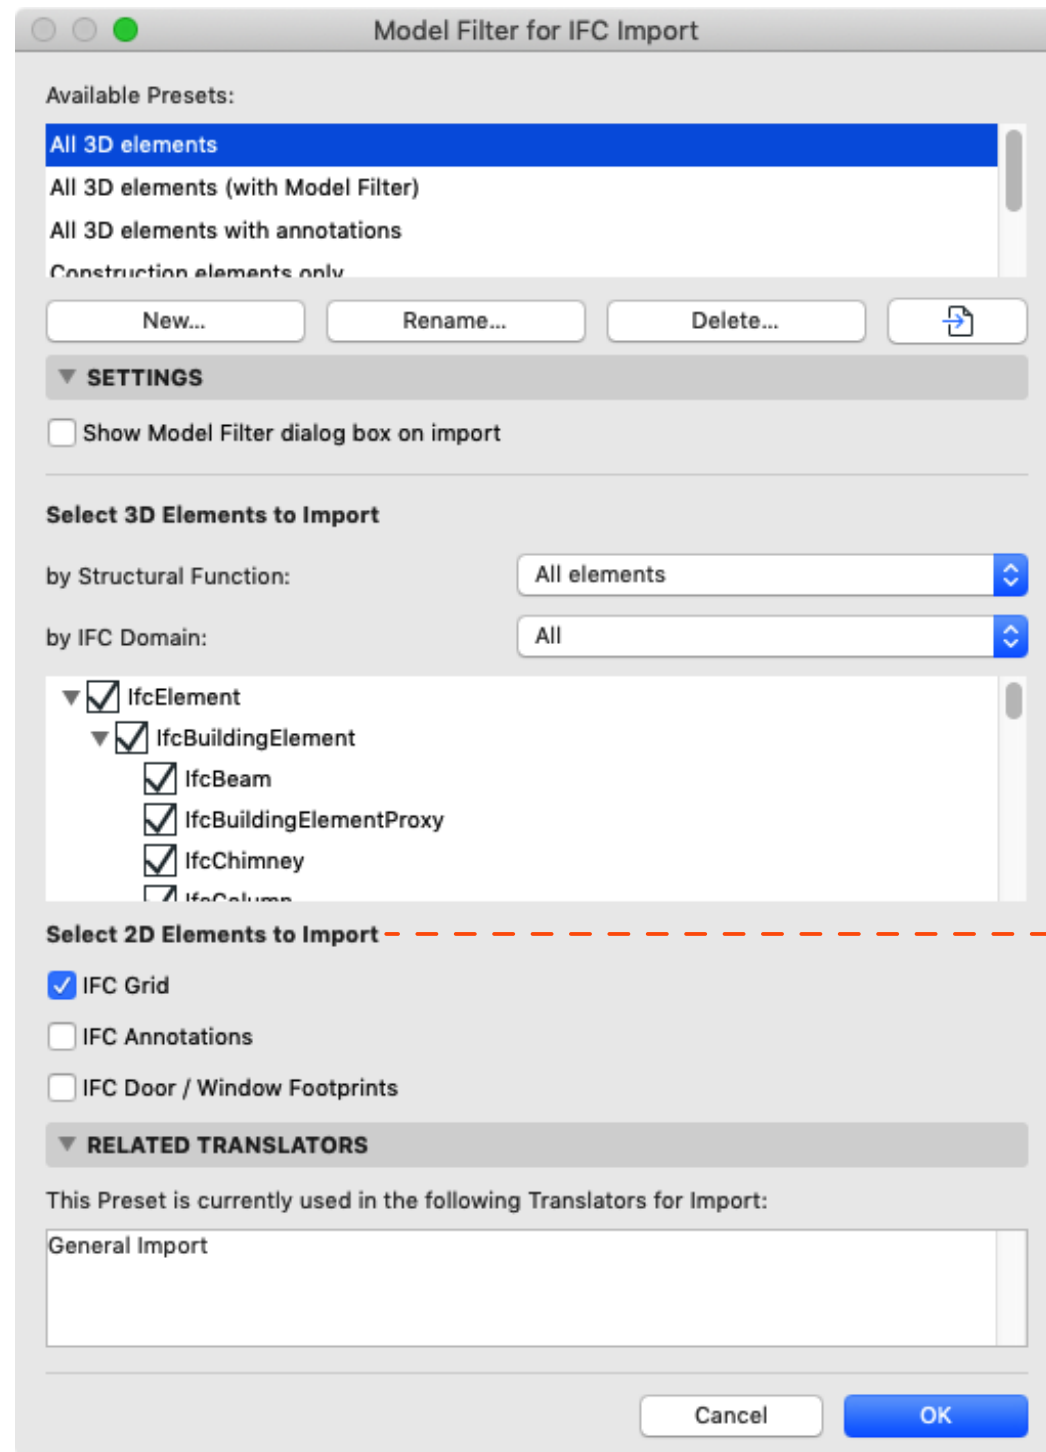 Model Filter for IFC Import
Available Presets:
All 3D elements
All 3D elements (with Model Filter)
All 3D elements with annotations
Construction elements only
New...
Rename...
Delete...
SETTINGS
Show Model Filter dialog box on import
Select 3D Elements to Import
by Structural Function:
All elements
by IFC Domain:
All
IfcElement
IfcBuildingElement
IfcBeam
IfcBuildingElementProxy
IfcChimney
IfcColumn
Select 2D Elements to Import
IFC Grid
IFC Annotations
IFC Door / Window Footprints
RELATED TRANSLATORS
This Preset is currently used in the following Translators for Import:
General Import
Cancel
OK